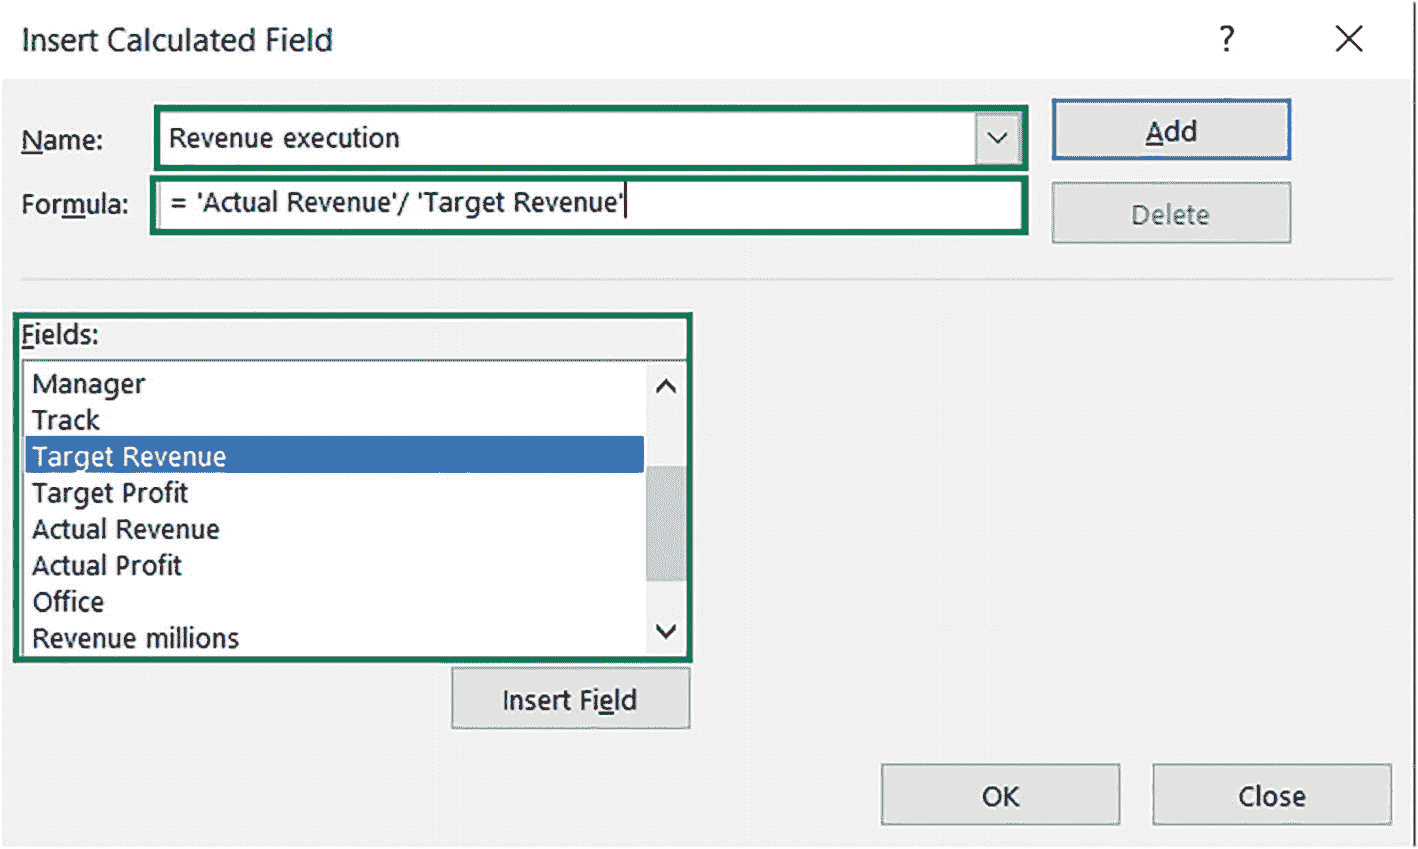 Insert Calculated Field ?
Name: Revenue execution Add
Formula: = 'Actual Revenue'/ 'Target Revenue' Delete
Fields:
Manager
Track
Target Revenue
Target Profit
Actual Revenue
Actual Profit
Office
Revenue millions
Insert Field
OK Close